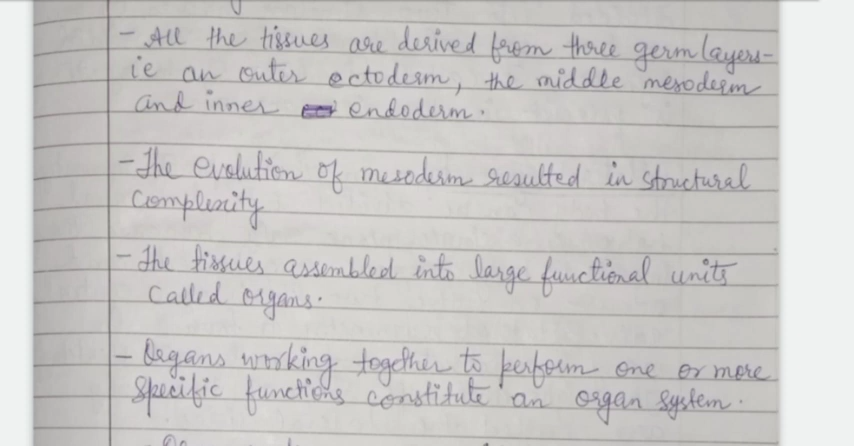 - All the tissues are derived from three germ layers-
ie an outer ectoderm, the middle mesoderm
and inner endoderm.
- The evolution of mesoderm resulted in structural
Complexity
- The tissues assembled into large functional units
Called organs.
- Organs working together to perform one or more
specific functions constitute an organ system.